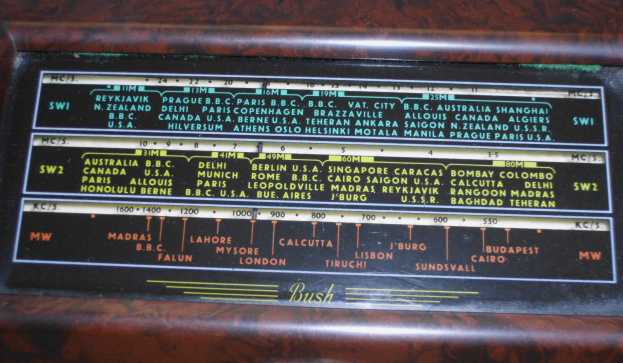 MC/S. 24 22 20 18 16 14 13 12 11 MC/S.
11M 13M 16M 19M 25M
REYKJAVIK PRAGUE B.B.C. PARIS B.B.C. B.B.C. VAT. CITY B.B.C. AUSTRALIA SHANGHAI
SW1 N. ZEALAND DELHI PARIS COPENHAGEN BRAZZAVILLE ALLOUIS CANADA ALGIERS SW1
B.B.C. CANADA U.S.A. BERNE U.S.A. TEHERAN ANKARA SAIGON N.ZEALAND U.S.S.R.
U.S.A. HILVERSUM ATHENS OSLO HELSINKI MOTALA MANILA PRAGUE PARIS U.S.A.
MC/S. 10 9 8 7 6 5 4 3·5 MC/S.
31M 41M 49M 60M 80M
AUSTRALIA B.B.C. DELHI BERLIN U.S.A. SINGAPORE CARACAS BOMBAY COLOMBO
SW2 CANADA U.S.A. MUNICH ROME B.B.C. CAIRO SAIGON U.S.A. CALCUTTA DELHI SW2
PARIS ALLOUIS PARIS LEOPOLDVILLE MADRAS REYKJAVIK RANGOON MADRAS
HONOLULU BERNE B.B.C. U.S.A. BUE. AIRES J'BURG U.S.S.R. BAGHDAD TEHERAN
KC/S 1600 1400 1200 1000 900 800 700 600 550 KC/S
MADRAS LAHORE CALCUTTA J'BURG BUDAPEST
MW B.B.C. MYSORE LISBON CAIRO MW
FALUN LONDON TIRUCHI SUNDSVALL
Bush